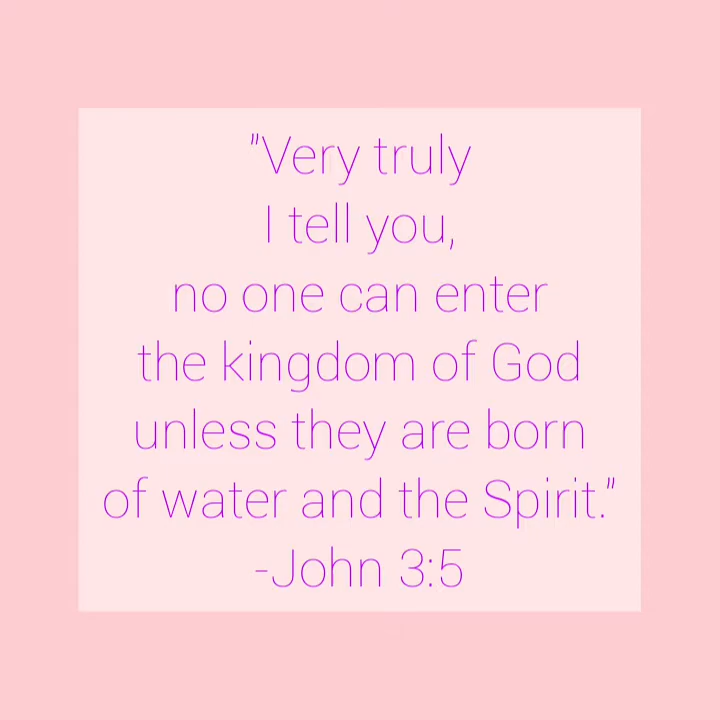 "Very truly
I tell you,
no one can enter
the kingdom of God
unless they are born
of water and the Spirit."
-John 3:5